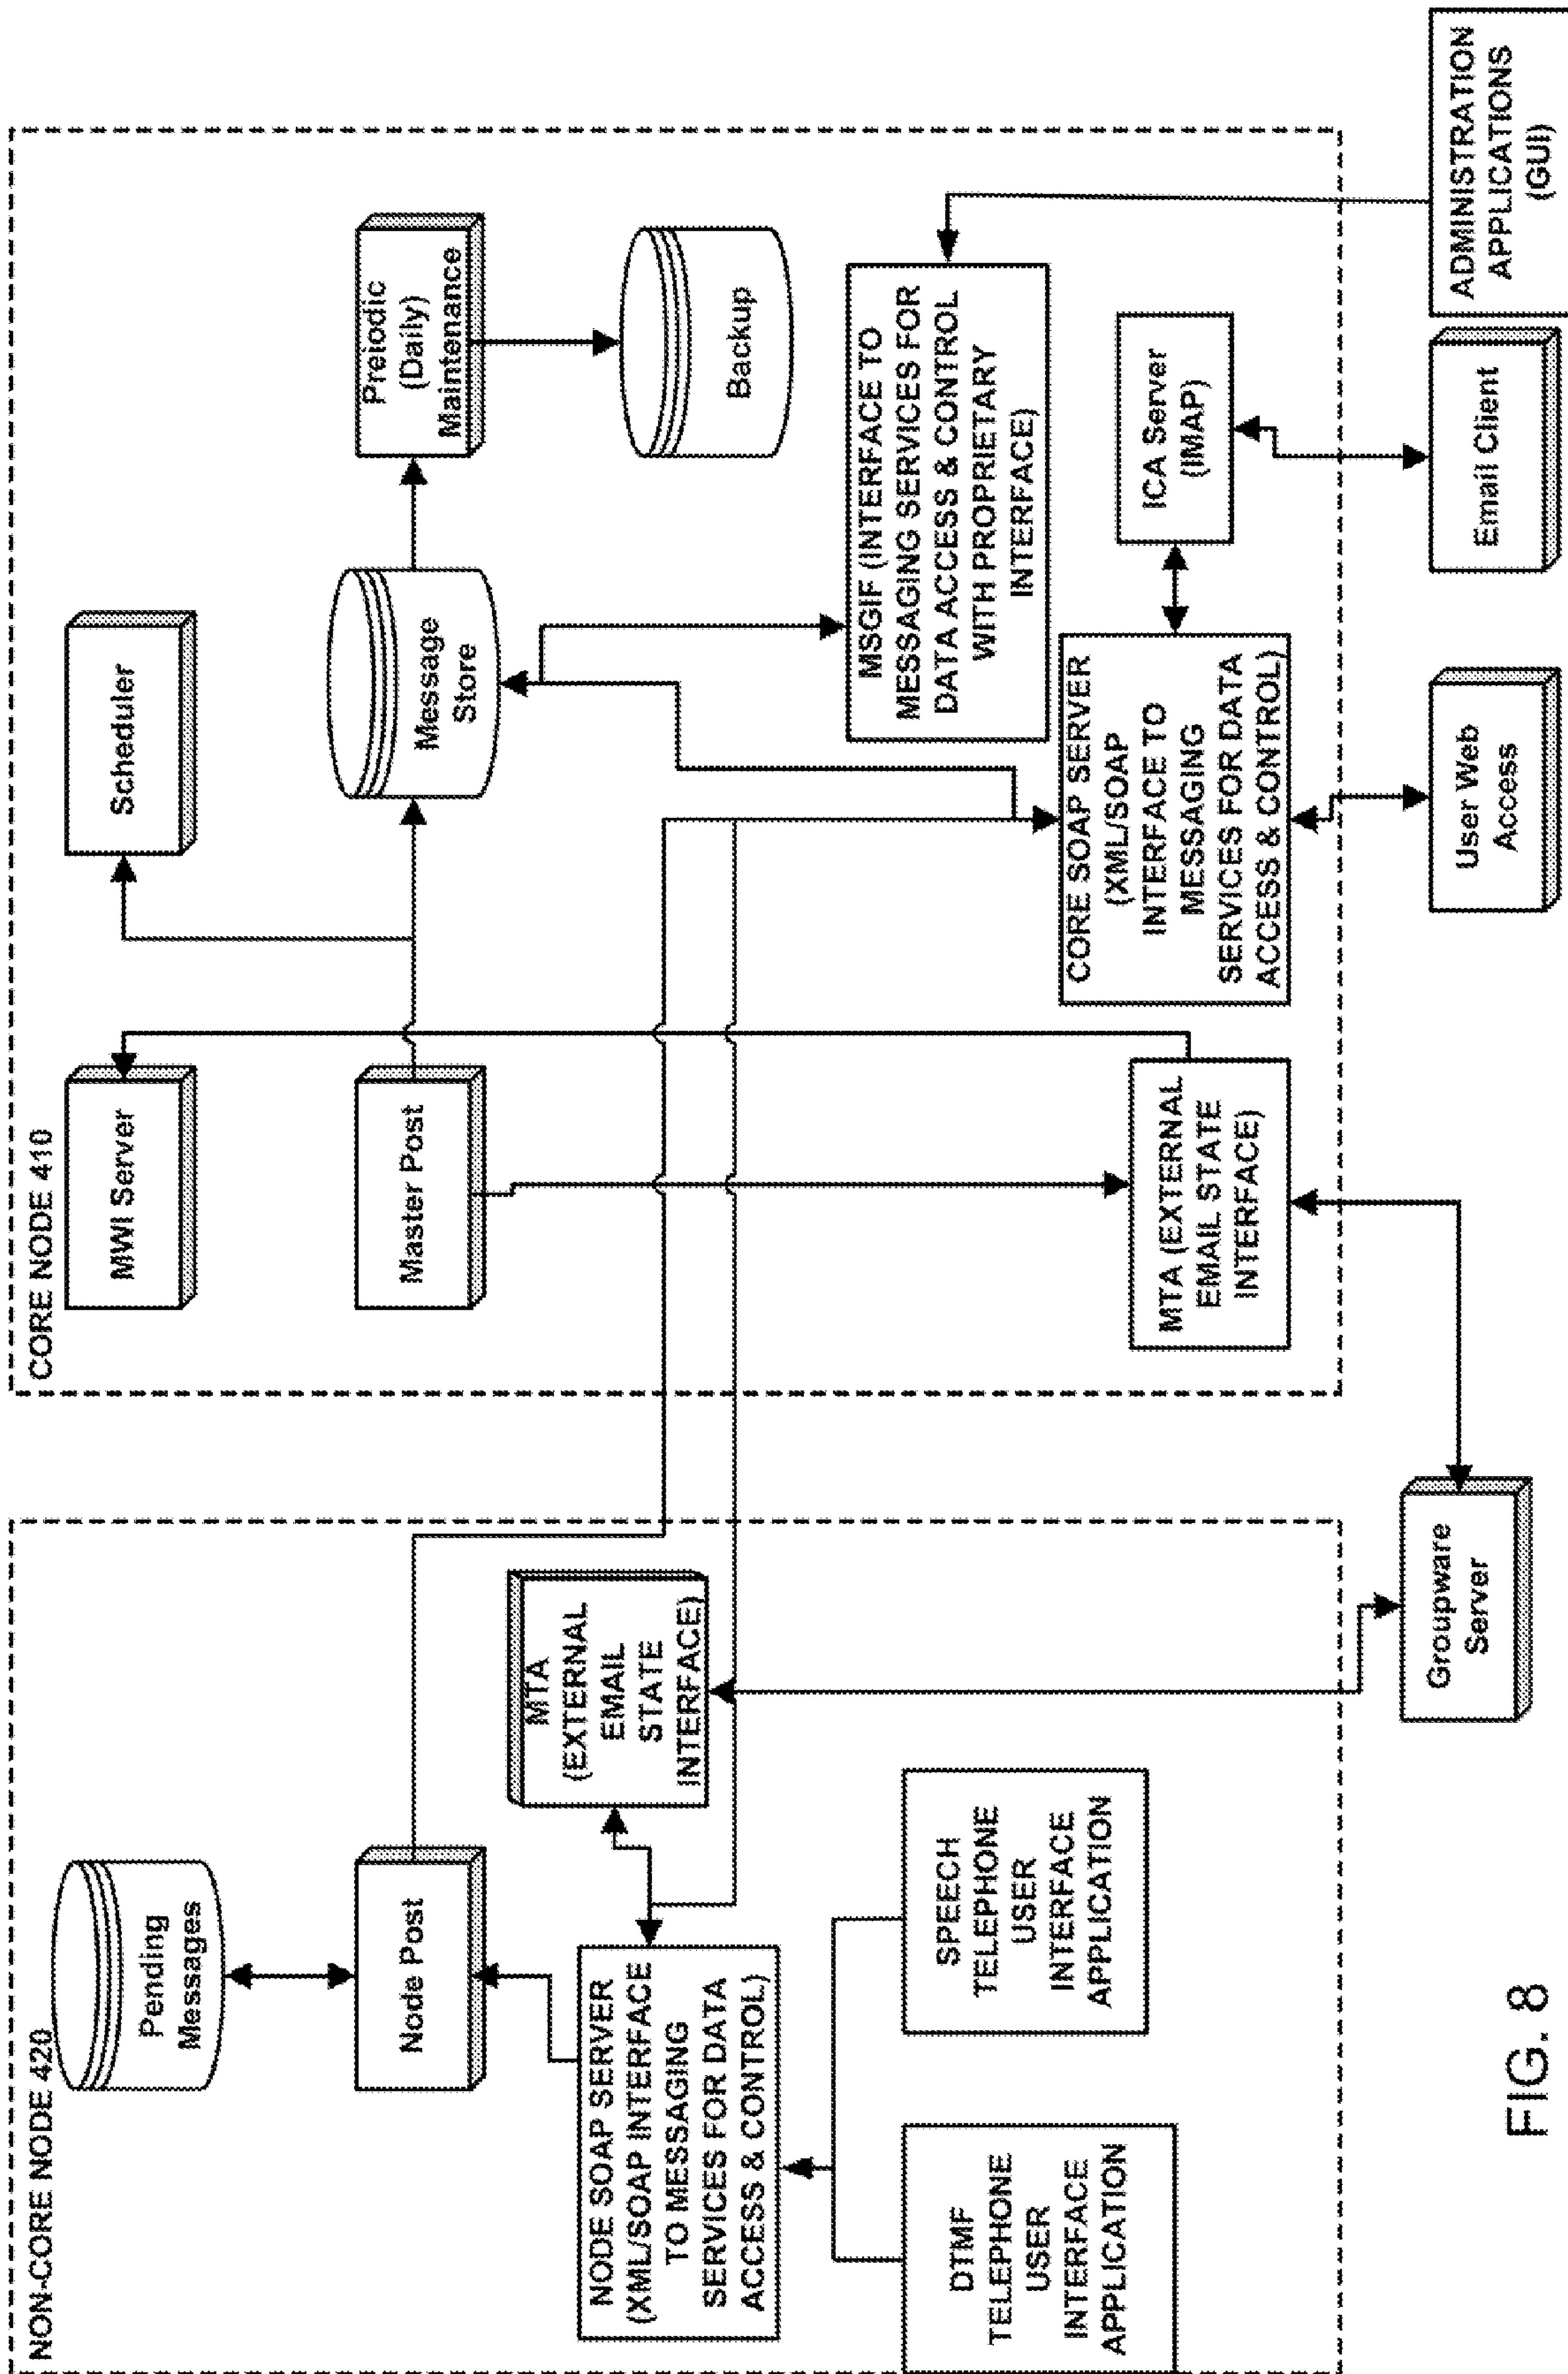 NON-CORE NODE 420
Pending
Messages
Node Post
NODE SOAP SERVER
(XML/SOAP INTERFACE
TO MESSAGING
SERVICES FOR DATA
ACCESS & CONTROL)
MTA
(EXTERNAL
EMAIL
STATE
INTERFACE)
DTMF
TELEPHONE
USER
INTERFACE
APPLICATION
SPEECH
TELEPHONE
USER
INTERFACE
APPLICATION
CORE NODE 410
MWI Server
Scheduler
Master Post
Message
Store
Preiodic
(Daily)
Maintenance
Backup
MSGIF (INTERFACE TO
MESSAGING SERVICES FOR
DATA ACCESS & CONTROL
WITH PROPRIETARY
INTERFACE)
MTA (EXTERNAL
EMAIL STATE
INTERFACE)
CORE SOAP SERVER
(XML/SOAP
INTERFACE TO
MESSAGING
SERVICES FOR DATA
ACCESS & CONTROL)
ICA Server
(IMAP)
Groupware
Server
User Web
Access
Email Client
ADMINISTRATION
APPLICATIONS
(GUI)
FIG. 8